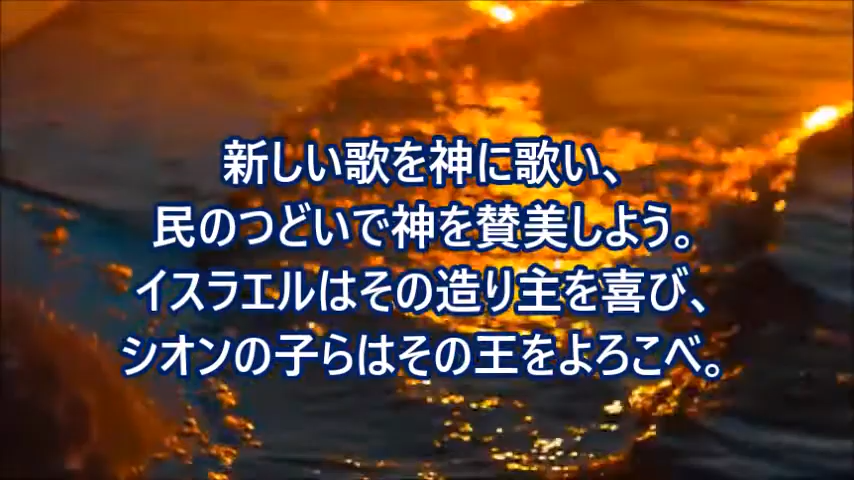 新しい歌を神に歌い、
民のつどいで神を賛美しよう。
イスラエルはその造り主を喜び、
シオンの子らはその王をよろこべ。